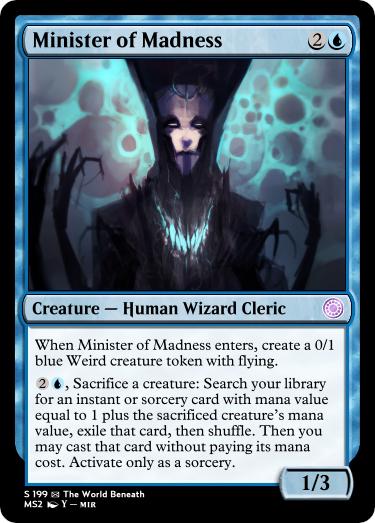 Minister of Madness 2
Creature — Human Wizard Cleric
When Minister of Madness enters, create a 0/1
blue Weird creature token with flying.
2, Sacrifice a creature: Search your library
for an instant or sorcery card with mana value
equal to 1 plus the sacrificed creature's mana
value, exile that card, then shuffle. Then you
may cast that card without paying its mana
cost. Activate only as a sorcery.
1/3
S 199 The World Beneath
MS2 Y — MIR